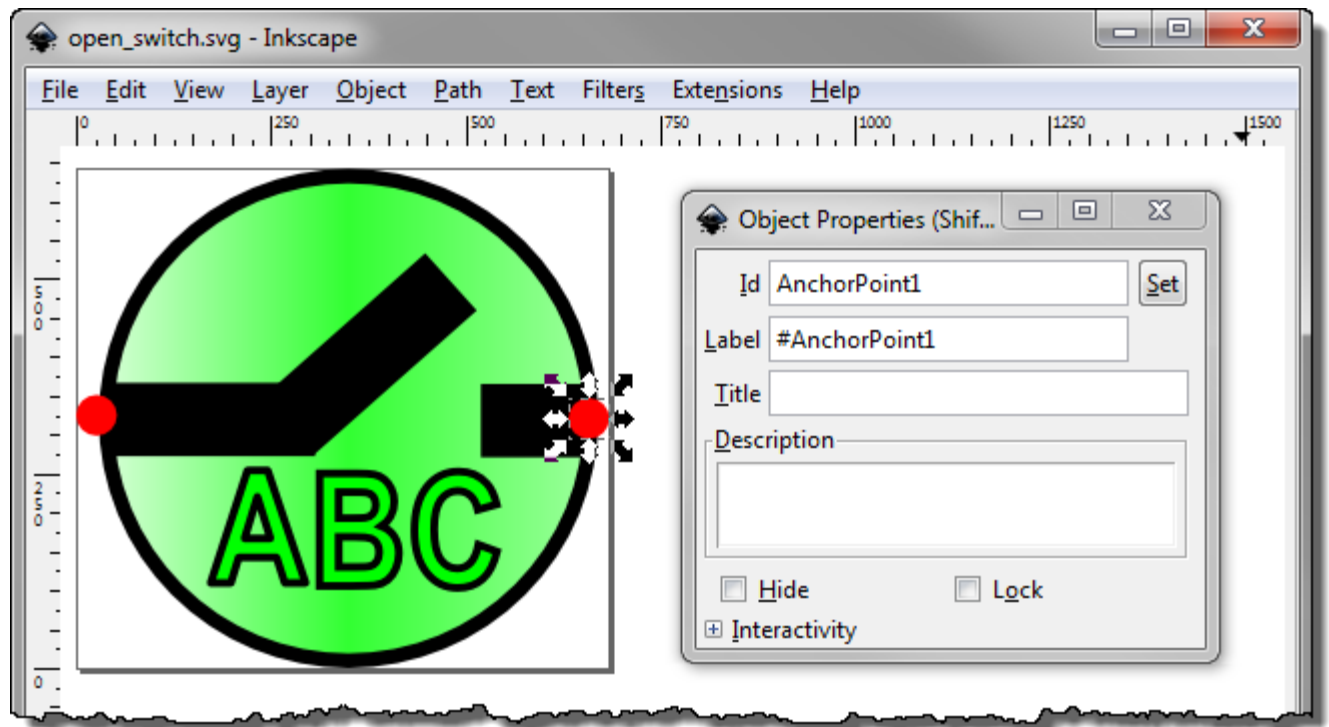 open_switch.svg - Inkscape
File Edit View Layer Object Path Text Filters Extensions Help
0 250 500 750 1000 1250 1500
Object Properties (Shif...
Id AnchorPoint1 Set
500
Label #AnchorPoint1
Title
Description
ABC
250
Hide Lock
Interactivity
0